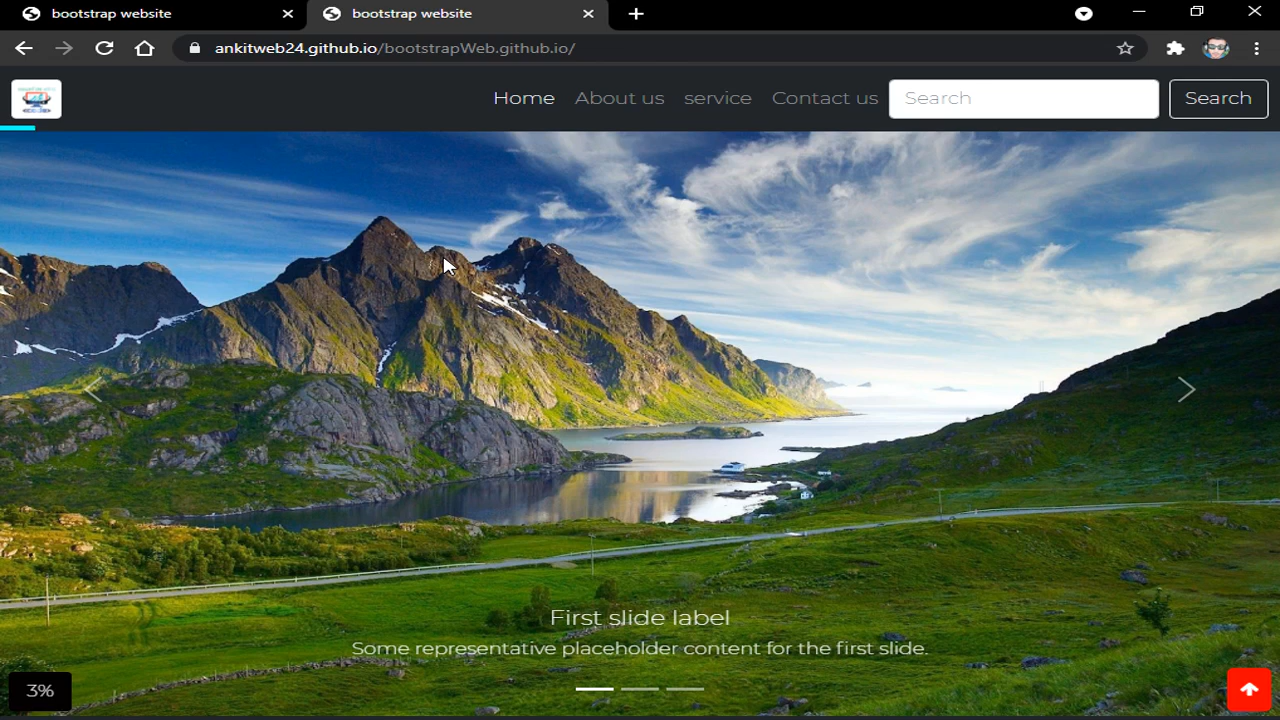 bootstrap website
bootstrap website
ankitweb24.github.io/bootstrapWeb.github.io/
Home About us service Contact us Search Search
First slide label
Some representative placeholder content for the first slide.
3%